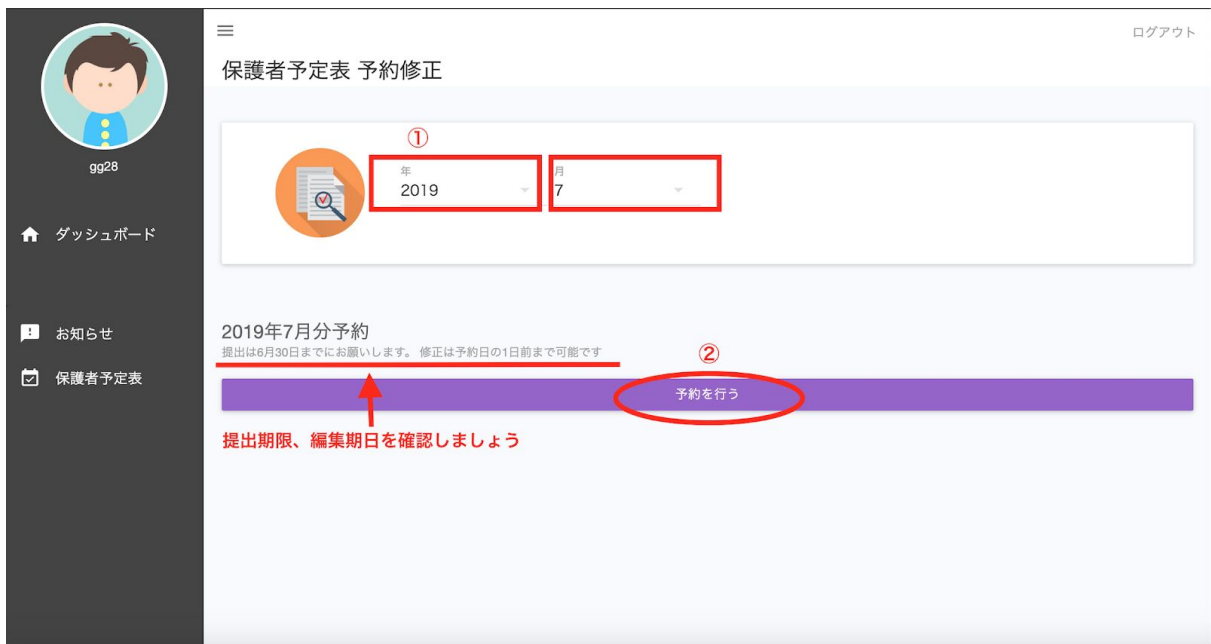 ログアウト
保護者予定表 予約修正
gg28
ダッシュボード
お知らせ
保護者予定表
①
年
2019
月
7
2019年7月分予約
提出は6月30日までにお願いします。 修正は予約日の1日前まで可能です
②
予約を行う
提出期限、編集期日を確認しましょう